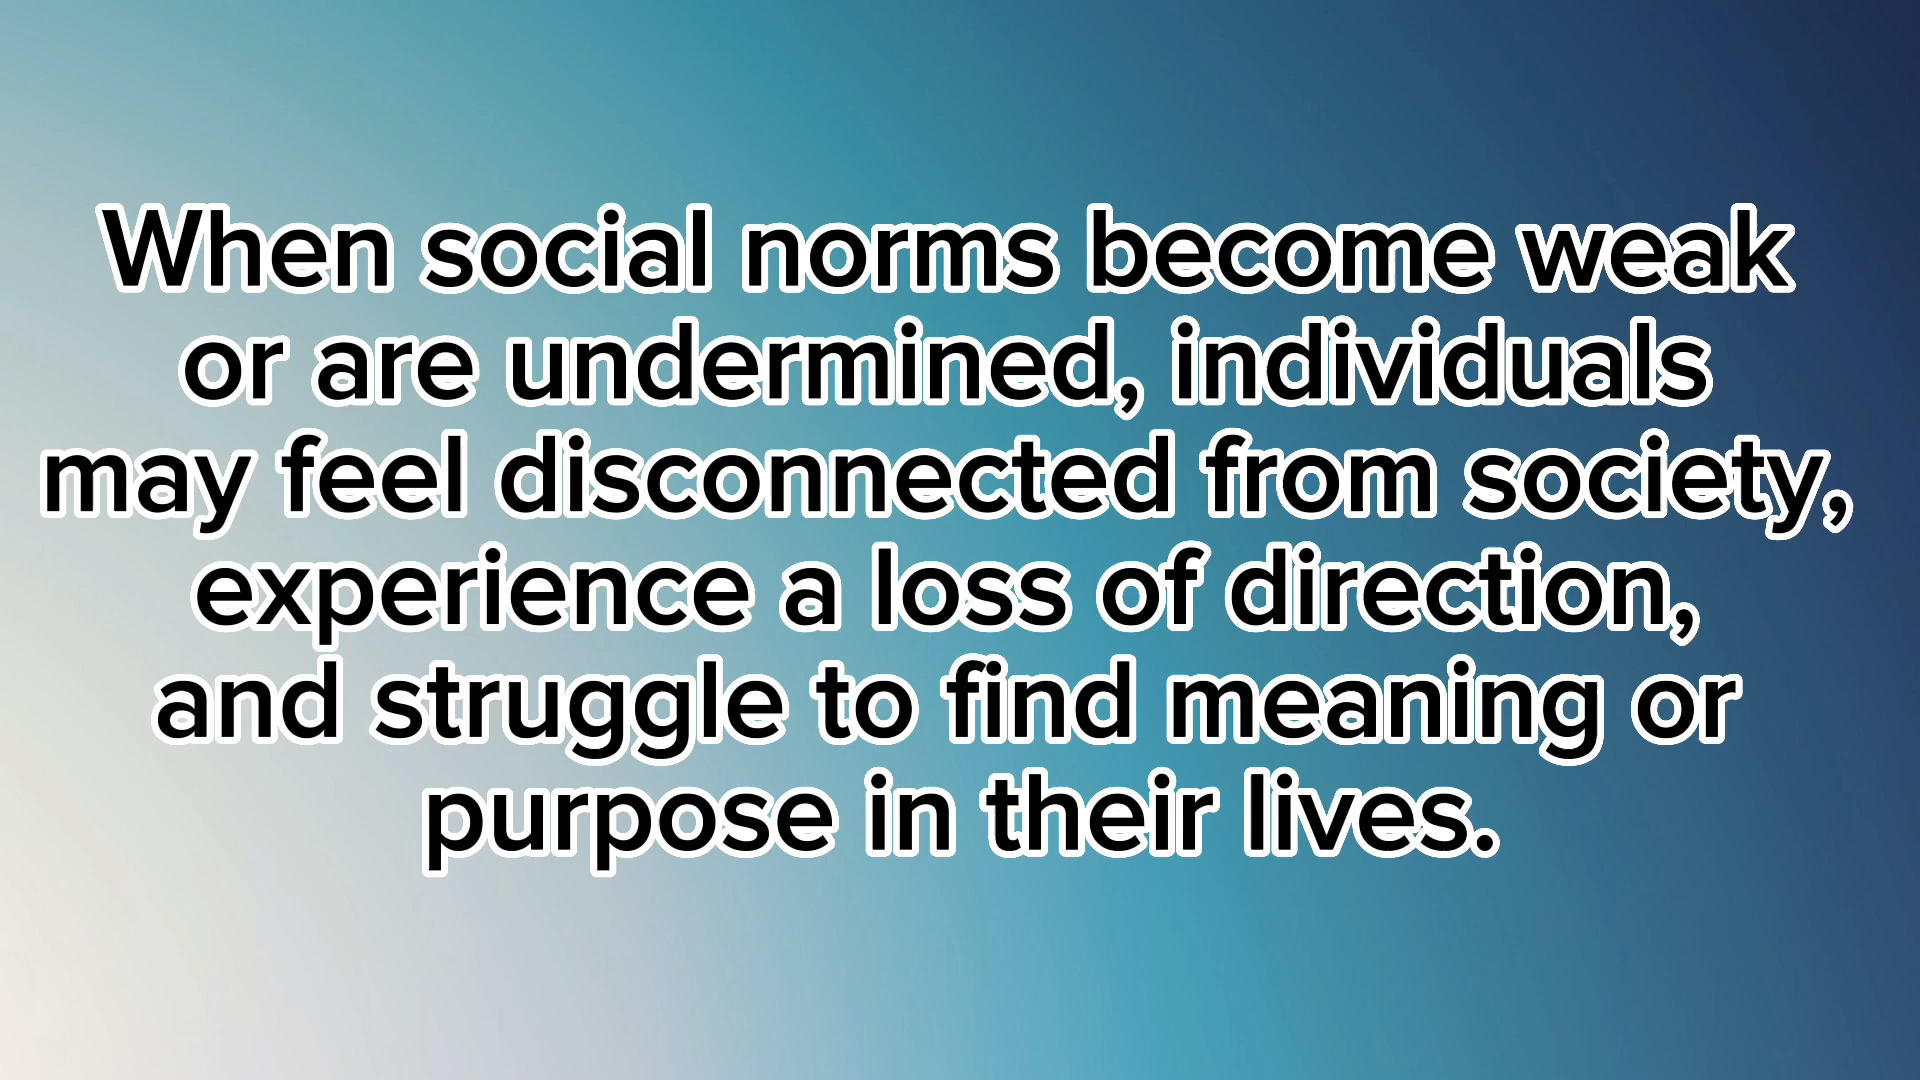 When social norms become weak
or are undermined, individuals
may feel disconnected from society,
experience a loss of direction,
and struggle to find meaning or
purpose in their lives.